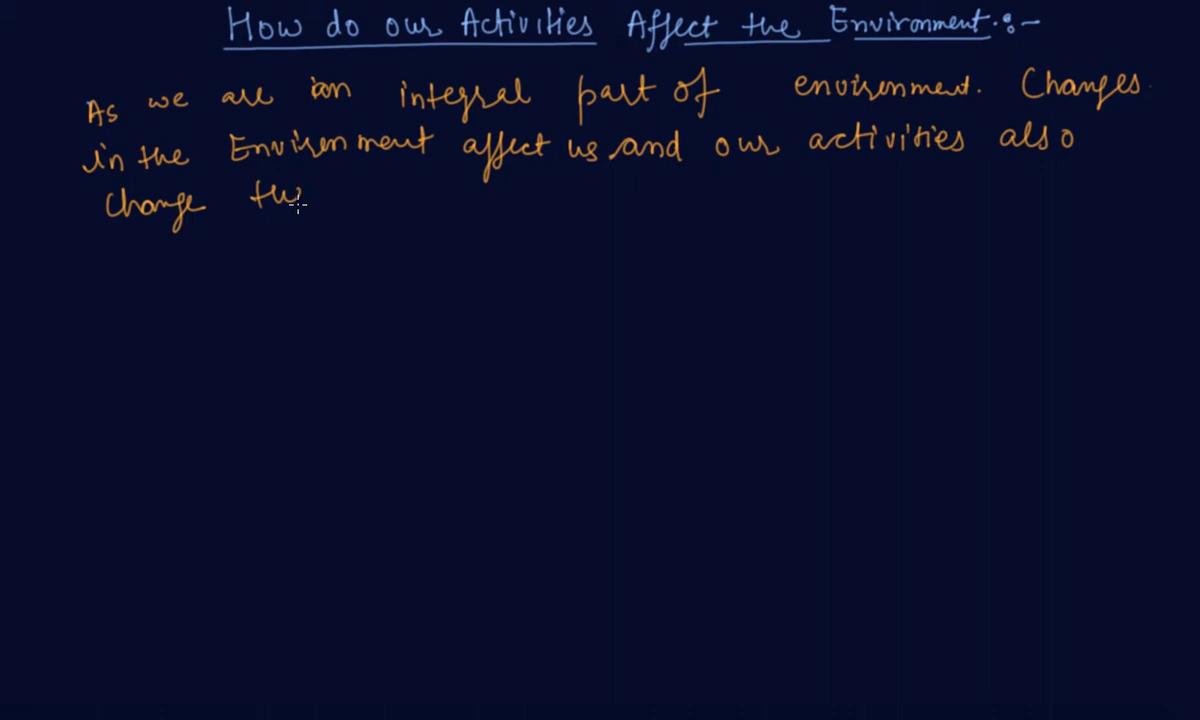 How do our Activities Affect the Environment :-
As we are an integral part of environment. Changes
in the Environment affect us and our activities also
change